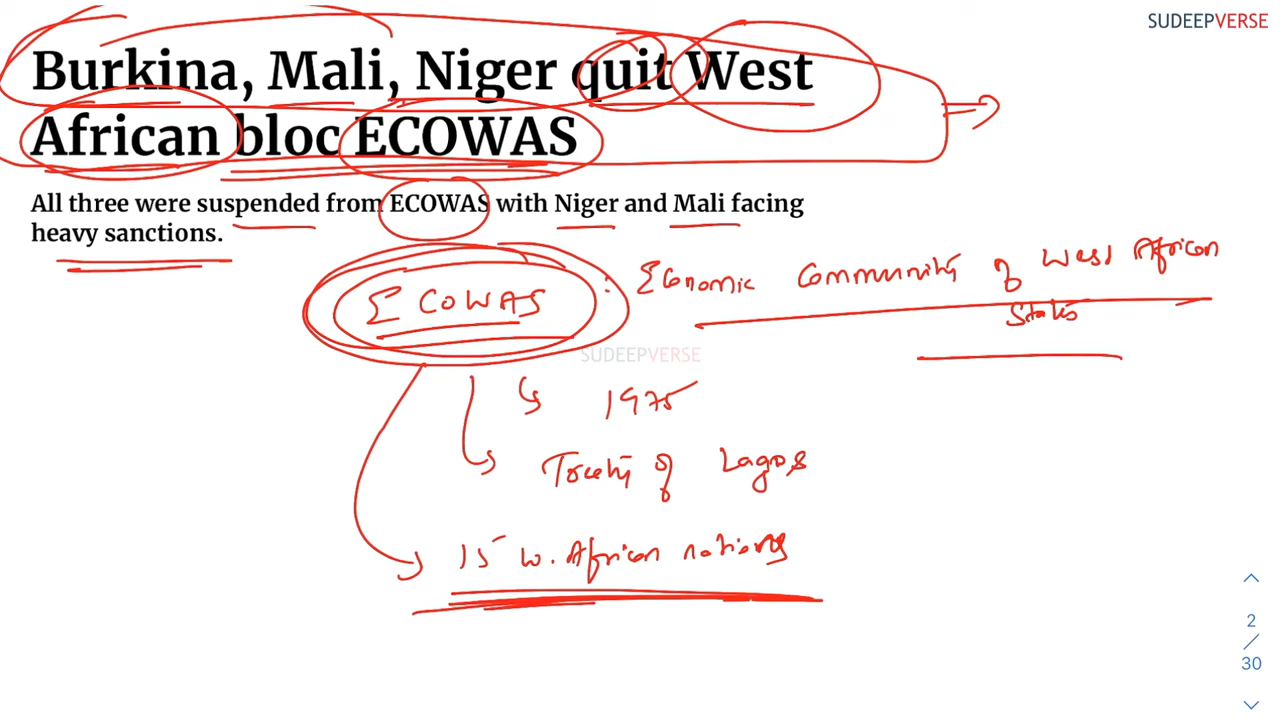 SUDEEPVERSE
Burkina, Mali, Niger quit West
African bloc ECOWAS
All three were suspended from ECOWAS with Niger and Mali facing
heavy sanctions.
ECOWAS : Economic Community of West African
States
SUDEEPVERSE
1975
Treaty of Lagos
15 W. African nations
2
/
30